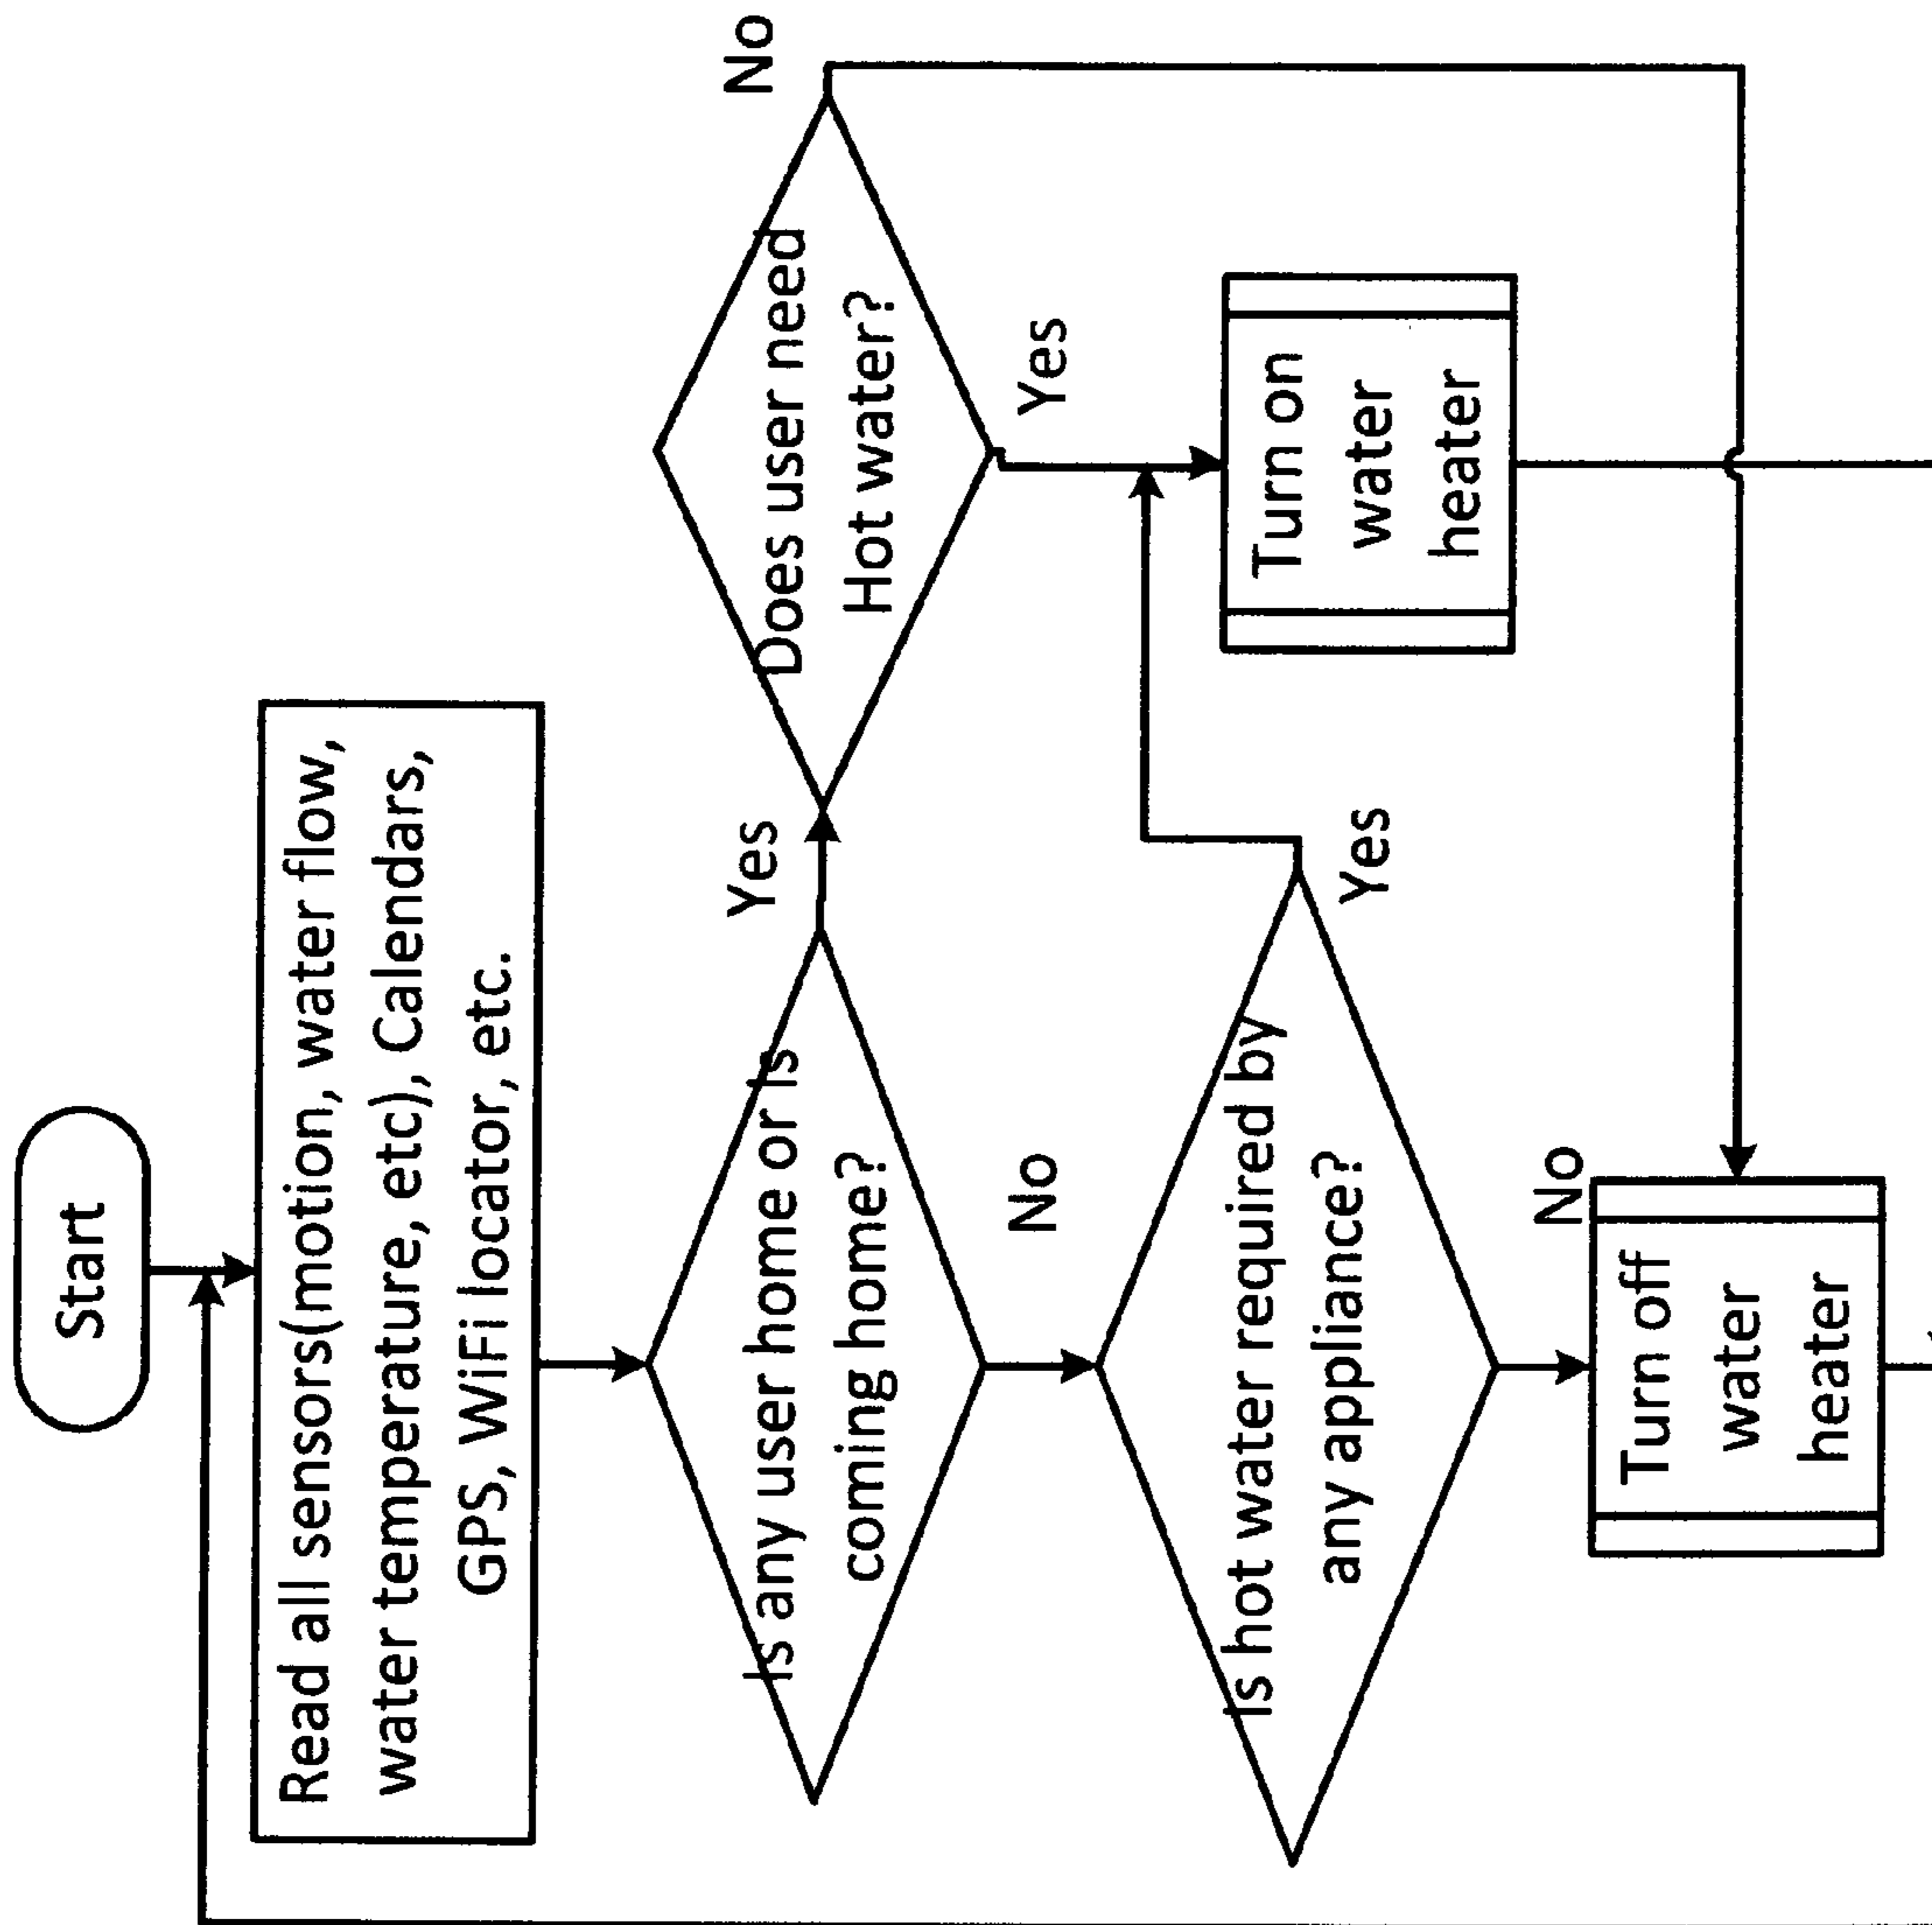 Start
Read all sensors(motion, water flow,
water temperature, etc), Calendars,
GPS, WiFi locator, etc.
Is any user home or is
coming home?
Yes
No
Does user need
Hot water?
No
Yes
Is hot water required by
any appliance?
Yes
No
Turn on
water
heater
Turn off
water
heater